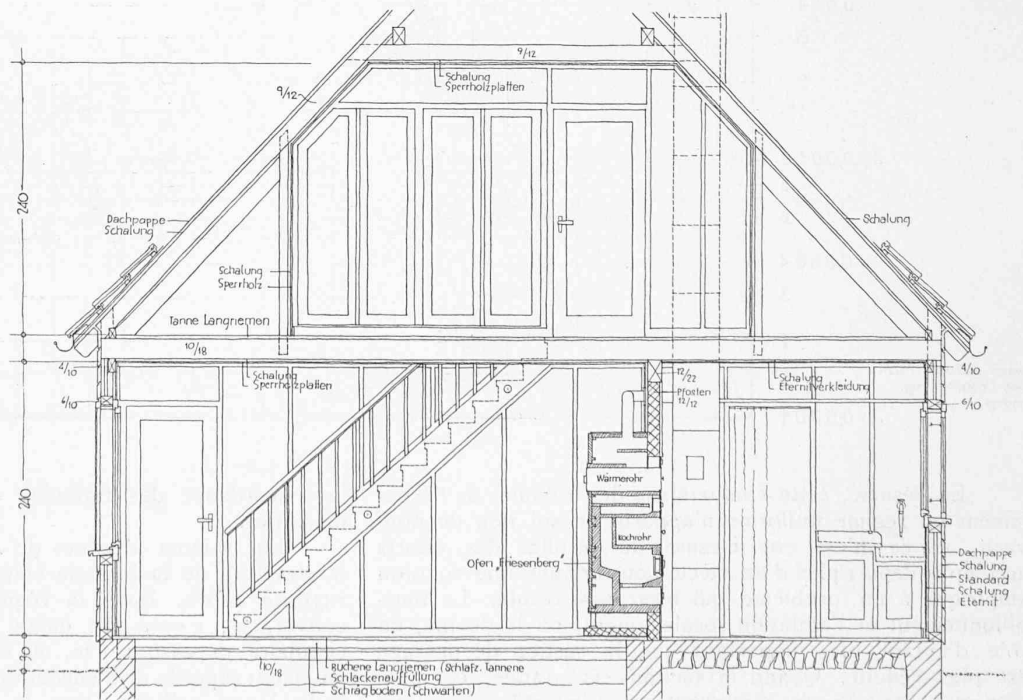 9/12
Schalung
Sperrholzplatten
9/12
240
Dachpappe
Schalung
Schalung
Schalung
Sperrholz
Tanne Langriemen
10/18
4/10
Schalung
Sperrholzplatten
12/22
Pfosten
12/12
Schalung
Eternitverkleidung
4/10
6/10
6/10
Wärmerohr
Kochrohr
240
Ofen „Friesenberg
Dachpappe
Schalung
Standard
Schalung
Eternit
30
10/18
Buchene Langriemen (Schlafz. Tannene
Schlackenauffüllung
Schrägboden (Schwarten)